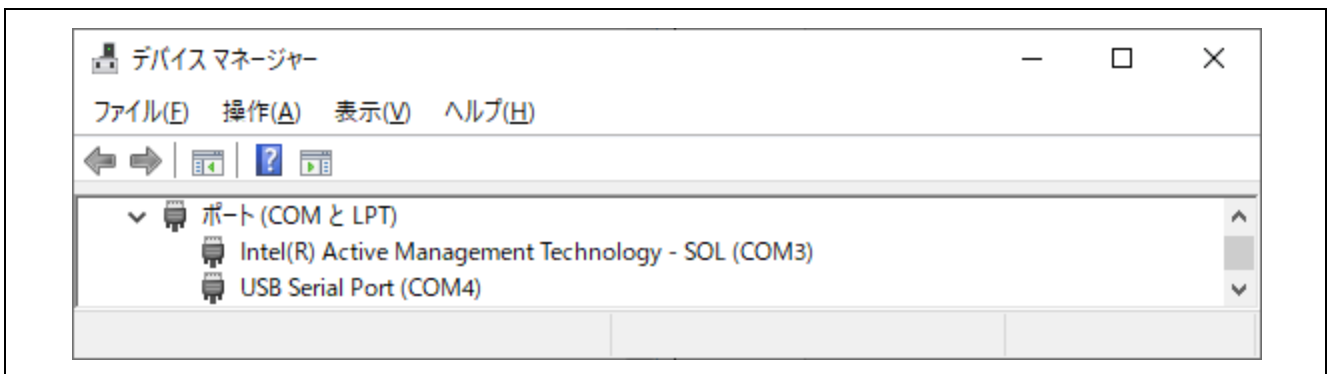 デバイス マネージャー
ファイル(F) 操作(A) 表示(V) ヘルプ(H)
ポート (COM と LPT)
Intel(R) Active Management Technology - SOL (COM3)
USB Serial Port (COM4)